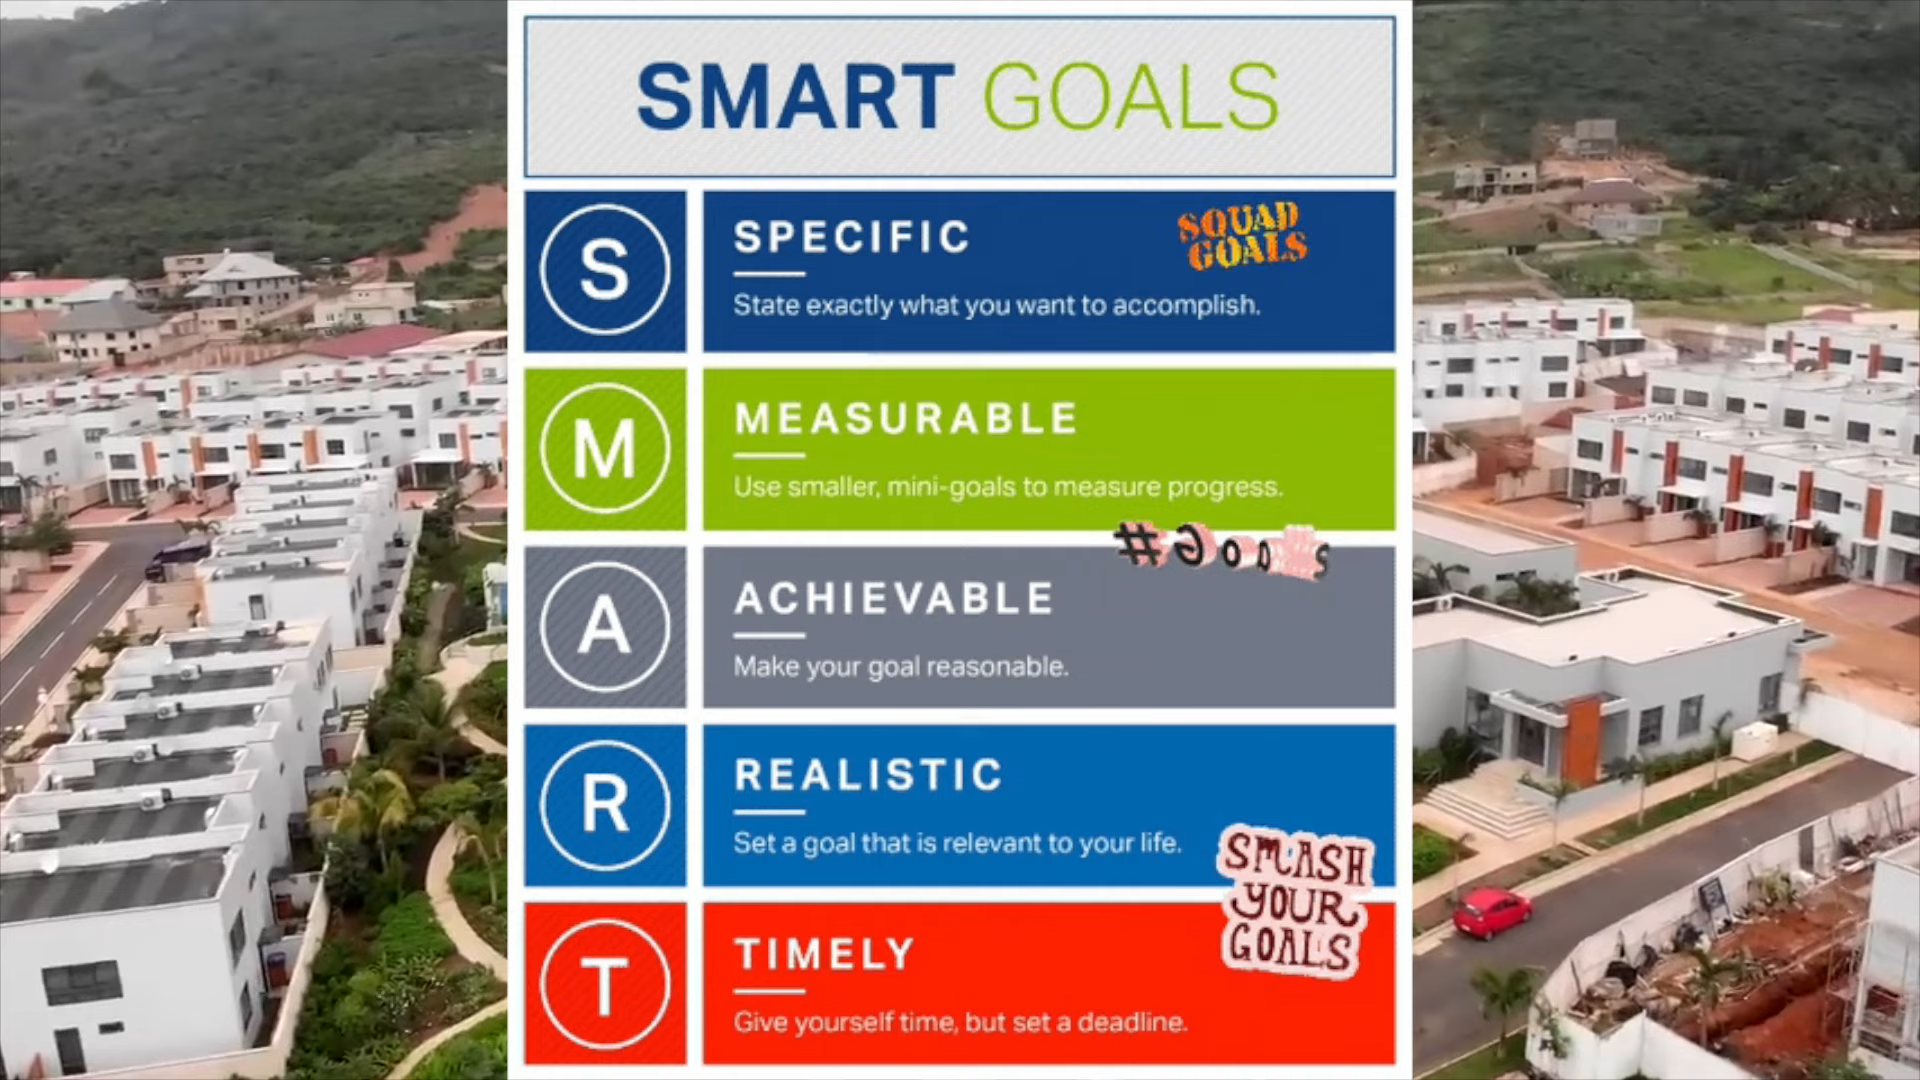 SMART GOALS
S
SPECIFIC
SQUAD
GOALS
State exactly what you want to accomplish.
M
MEASURABLE
Use smaller, mini-goals to measure progress.
#Goals
A
ACHIEVABLE
Make your goal reasonable.
R
REALISTIC
Set a goal that is relevant to your life.
SMASH
YOUR
GOALS
T
TIMELY
Give yourself time, but set a deadline.